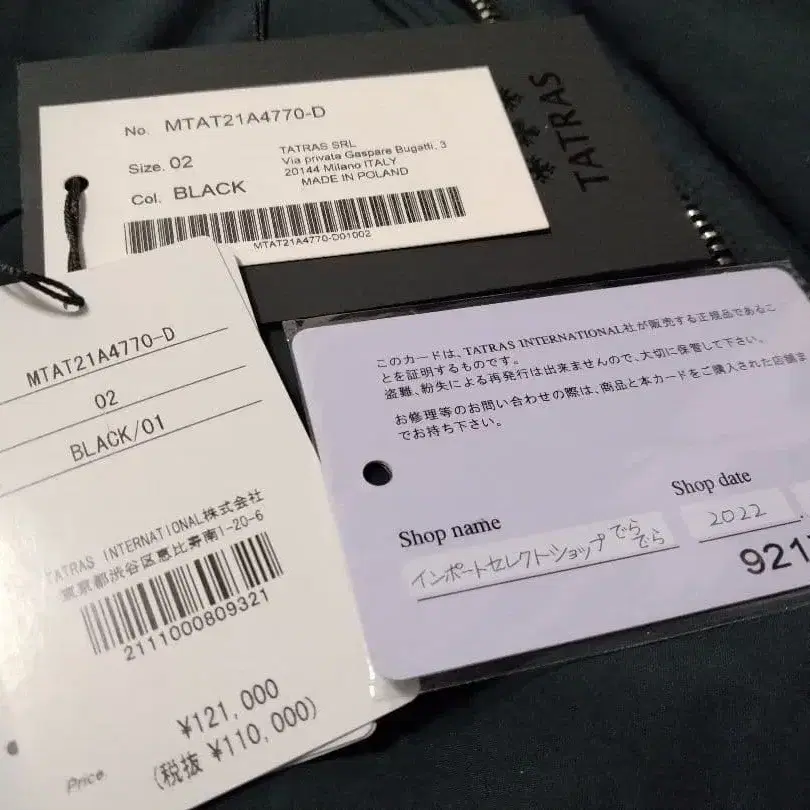 No. MTAT21A4770-D
Size. 02
Col. BLACK
TATRAS SRL
Via privata Gaspare Bugatti, 3
20144 Milano ITALY
MADE IN POLAND
MTAT21A4770-D01002
TATRAS
MTAT21A4770-D
02
BLACK/01
TATRAS INTERNATIONAL株式会社
東京都渋谷区恵比寿南1-20-6
2111000809321
¥121,000
(税抜 ¥110,000)
Price
このカードは、TATRAS INTERNATIONAL社が販売する正規品であるこ
とを証明するものです。
盗難、紛失による再発行は出来ませんので、大切に保管して下さい。
お修理等のお問い合わせの際は、商品と本カードをご購入された店舗ま
でお持ち下さい。
Shop name
インポートセレクトショップ でら
でら
Shop date
2022.
921